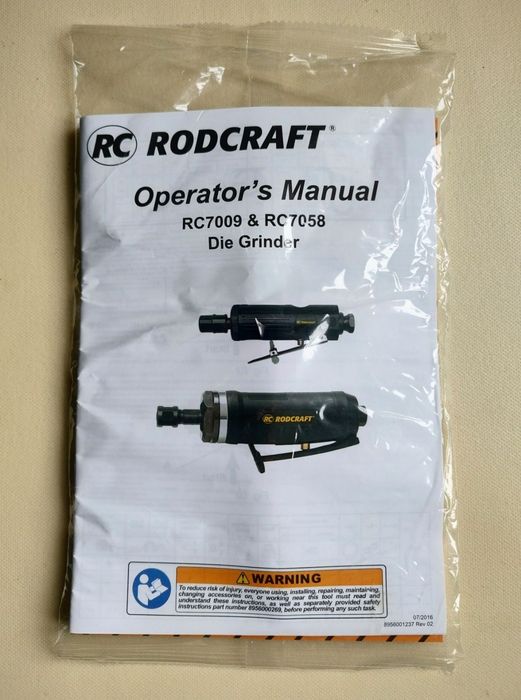 RC RODCRAFT®
Operator's Manual
RC7009 & RC7058
Die Grinder
RODCRAFT
RC RODCRAFT
WARNING
To reduce risk of injury, everyone using, installing, repairing, maintaining,
changing accessories on, or working near this tool must read and
understand these instructions, as well as separately provided safety
instructions part number 8956000269, before performing any such task.
07/2016
8956001237 Rev 02